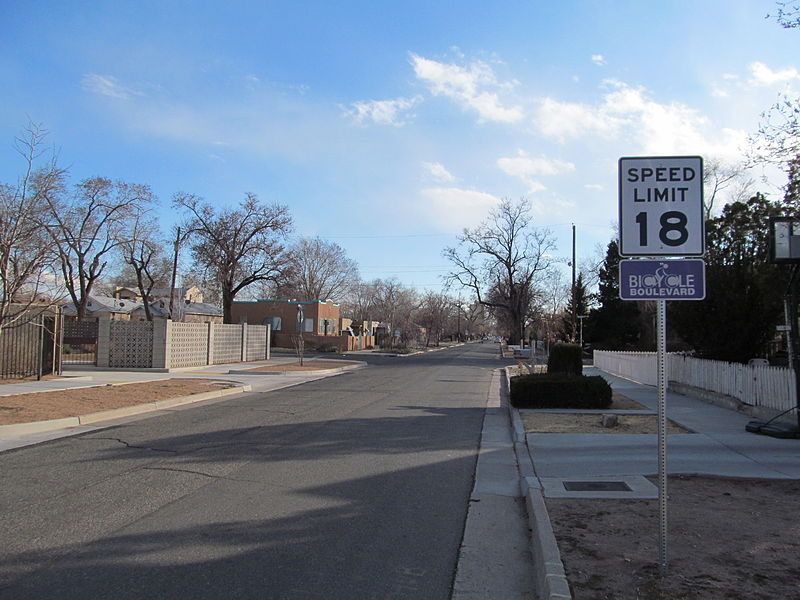 SPEED
LIMIT
18
BICYCLE
BOULEVARD